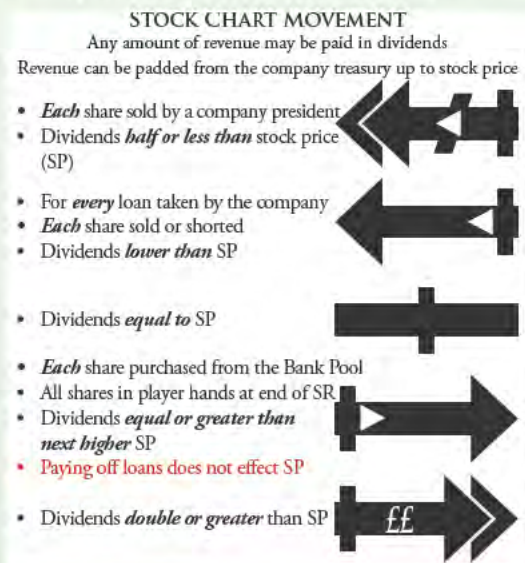 STOCK CHART MOVEMENT
Any amount of revenue may be paid in dividends
Revenue can be padded from the company treasury up to stock price
• Each share sold by a company president
• Dividends half or less than stock price
(SP)
• For every loan taken by the company
• Each share sold or shorted
• Dividends lower than SP
• Dividends equal to SP
• Each share purchased from the Bank Pool
• All shares in player hands at end of SR
• Dividends equal or greater than
next higher SP
• Paying off loans does not effect SP
• Dividends double or greater than SP
££